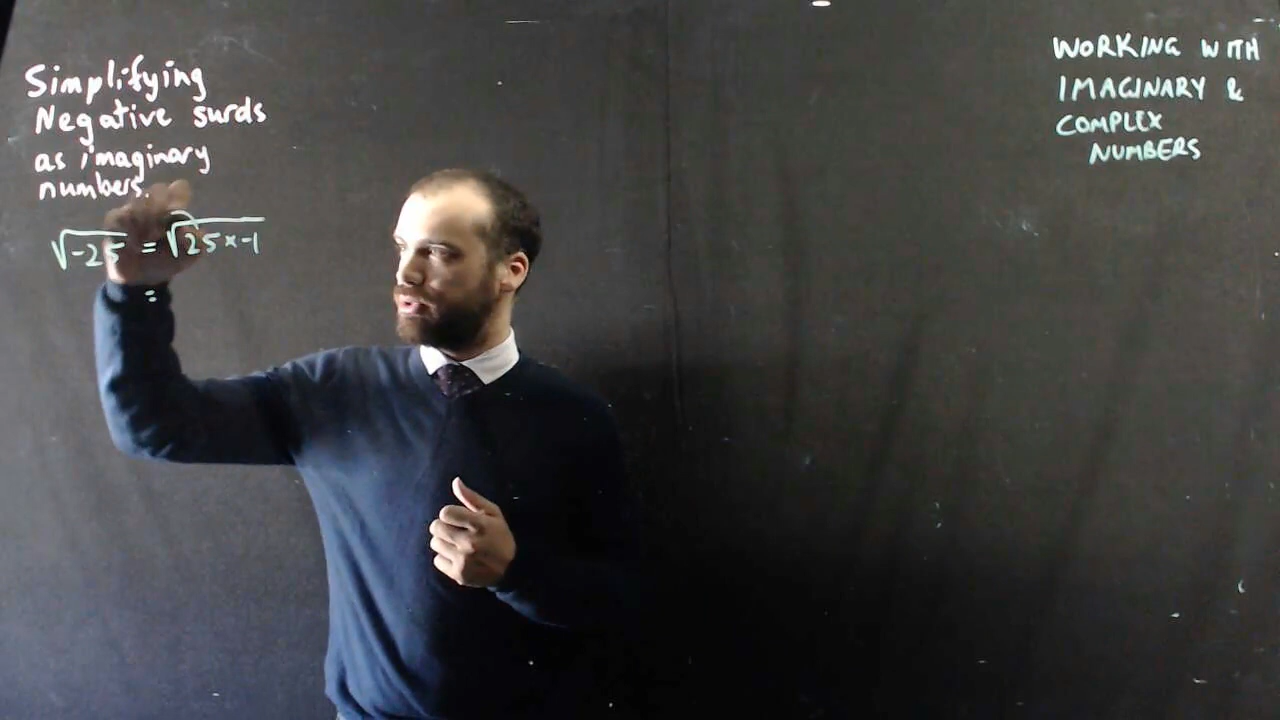 Simplifying
Negative surds
as imaginary
numbers.
√-25 = √25×-1
WORKING WITH
IMAGINARY &
COMPLEX
NUMBERS